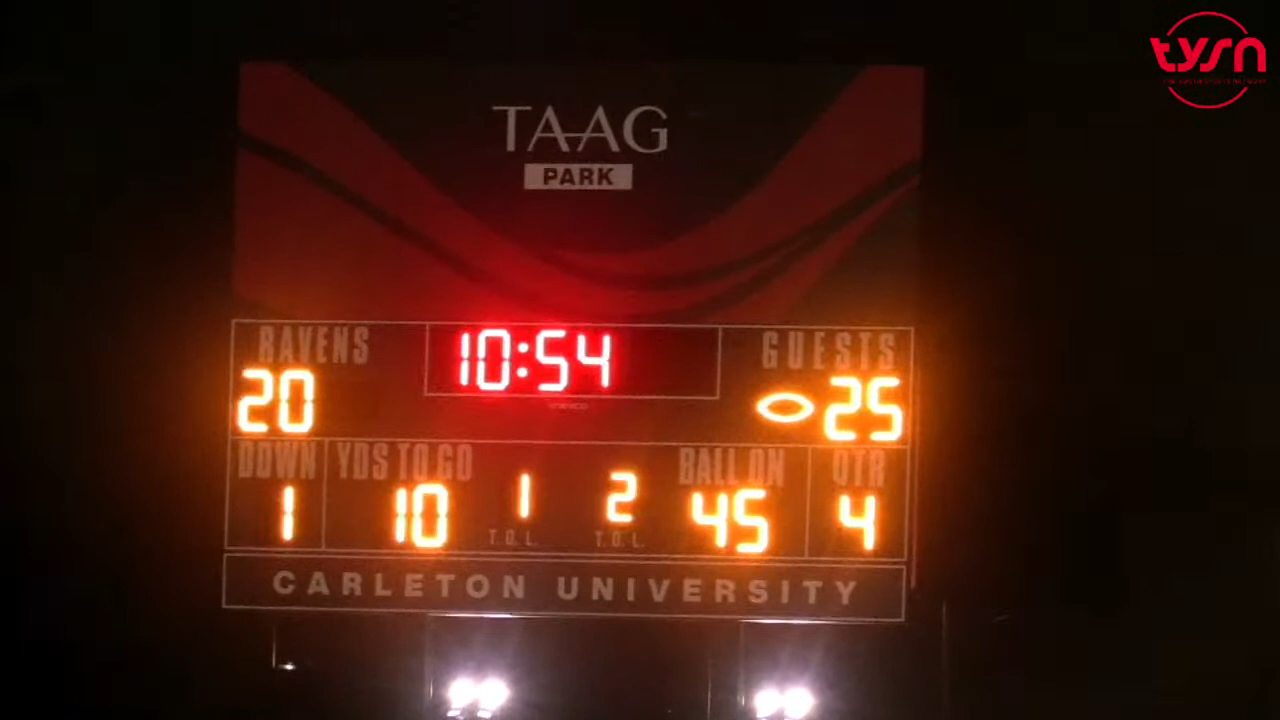 tysn
TAAG
PARK
RAVENS 10:54 GUESTS
20 25
DOWN YDS TO GO 1 2 BALL ON QTR
1 10 T.O.L. T.O.L. 45 4
CARLETON UNIVERSITY